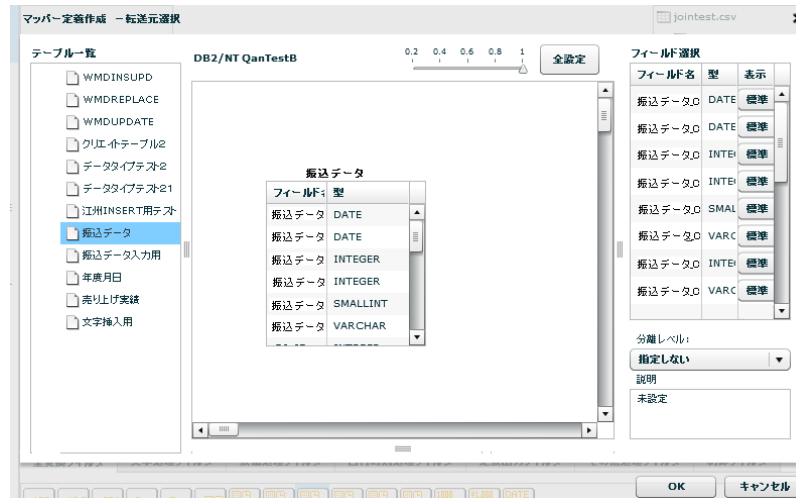 マッパー定義作成 －転送元選択
jointest.csv
テーブル一覧
WMDINSUPD
WMDREPLACE
WMDUPDATE
クリエイトテーブル2
データタイプテスト2
データタイプテスト21
江州INSERT用テスト
振込データ
振込データ入力用
年度月日
売り上げ実績
文字挿入用
DB2/NT QanTestB
0.2 0.4 0.6 0.8 1
全設定
振込データ
フィールド 型
振込データ DATE
振込データ DATE
振込データ INTEGER
振込データ INTEGER
振込データ SMALLINT
振込データ VARCHAR
フィールド選択
フィールド名 型 表示
振込データ.C DATE 標準
振込データ.C DATE 標準
振込データ.C INTE 標準
振込データ.C INTE 標準
振込データ.C SMAL 標準
振込データ.C VARC 標準
振込データ.C INTE 標準
振込データ.C VARC 標準
分離レベル:
指定しない
説明
未設定
OK キャンセル